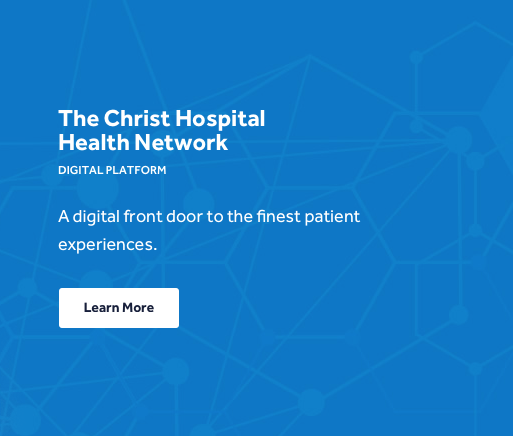 The Christ Hospital
Health Network
DIGITAL PLATFORM
A digital front door to the finest patient
experiences.
Learn More